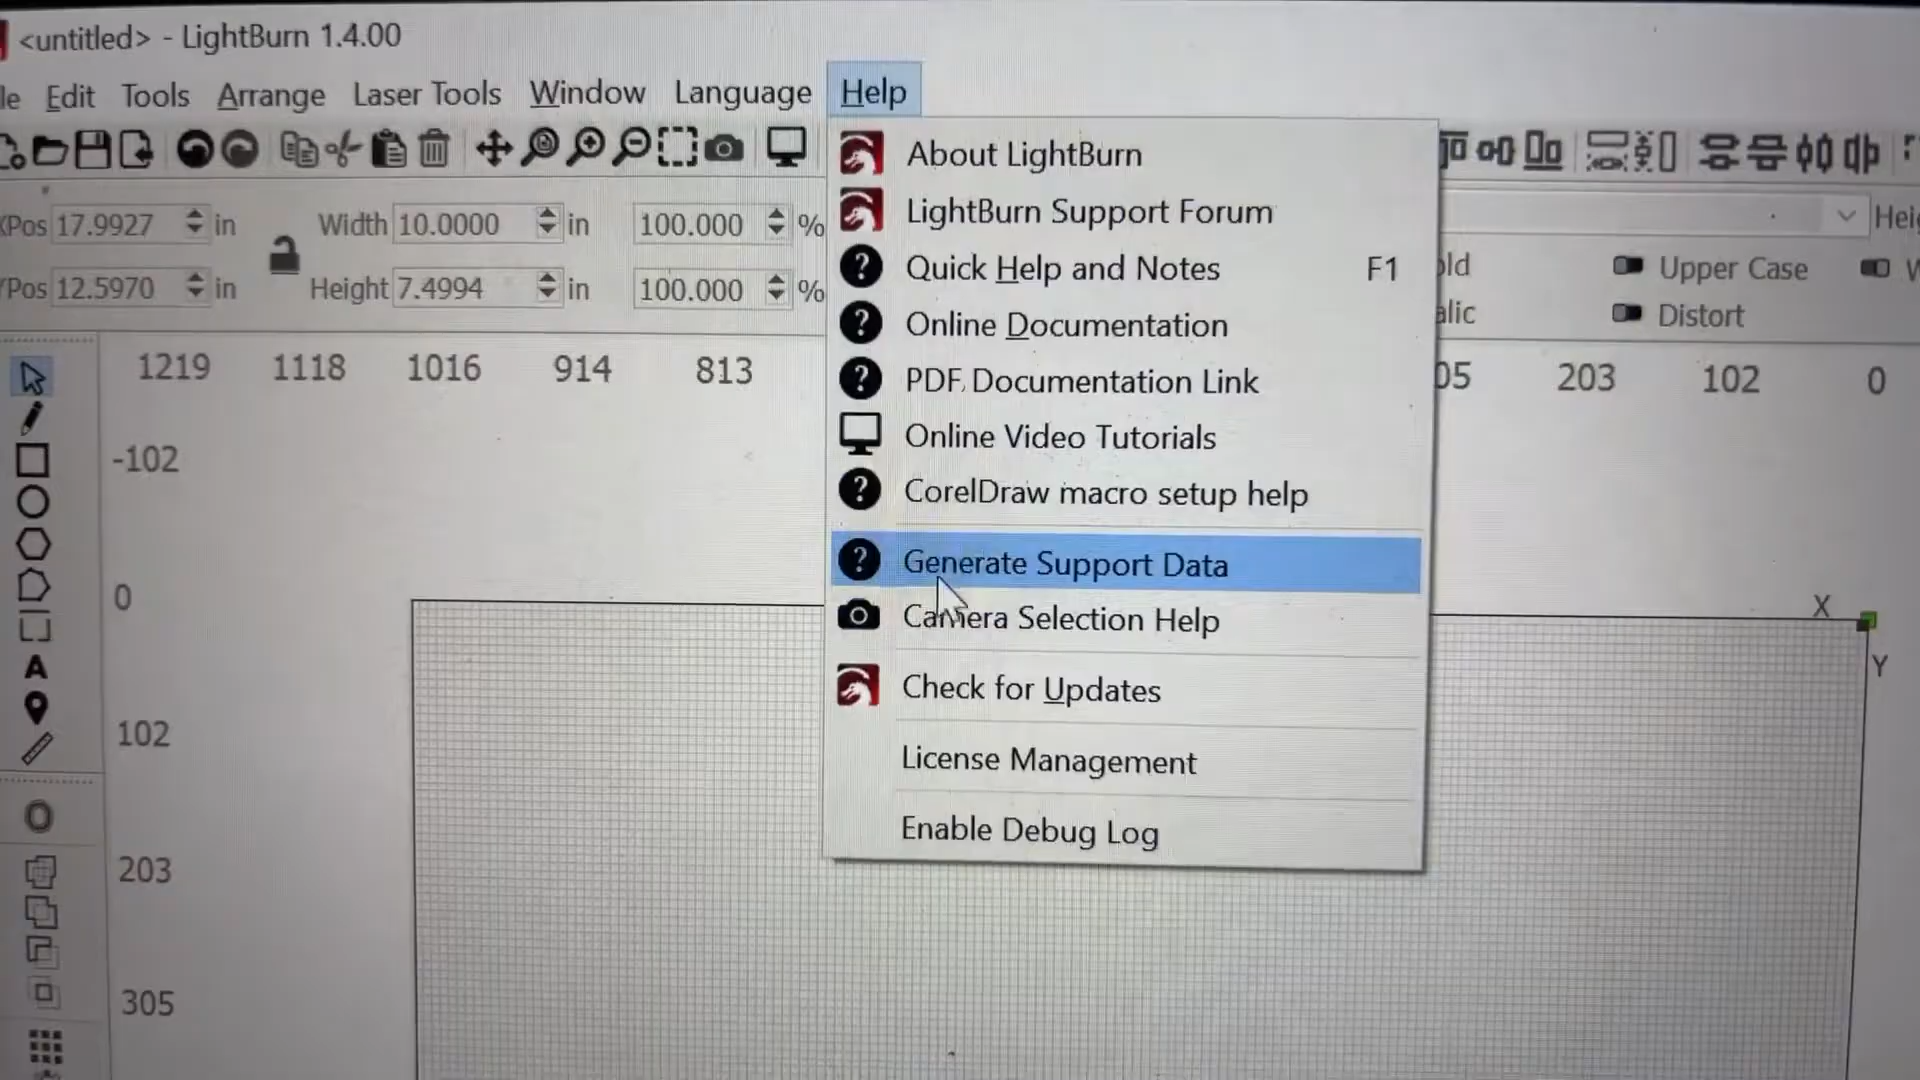 <untitled> - LightBurn 1.4.00
le Edit Tools Arrange Laser Tools Window Language Help
XPos 17.9927 in Width 10.0000 in 100.000 %
YPos 12.5970 in Height 7.4994 in 100.000 %
About LightBurn
LightBurn Support Forum
Quick Help and Notes F1
Online Documentation
PDF Documentation Link
Online Video Tutorials
CorelDraw macro setup help
Generate Support Data
Camera Selection Help
Check for Updates
License Management
Enable Debug Log
Hei
old Upper Case W
alic Distort
1219 1118 1016 914 813 05 203 102 0
-102
0
102
203
305
X
Y